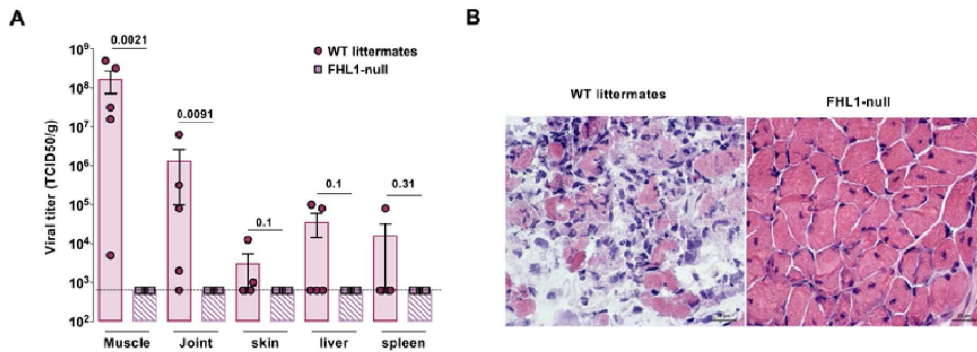 A
B
Viral titer (TCID50/g)
10⁹
10⁸
10⁷
10⁶
10⁵
10⁴
10³
10²
0.0021
0.0091
0.1
0.1
0.31
WT littermates
FHL1-null
Muscle Joint skin liver spleen
WT littermates
FHL1-null